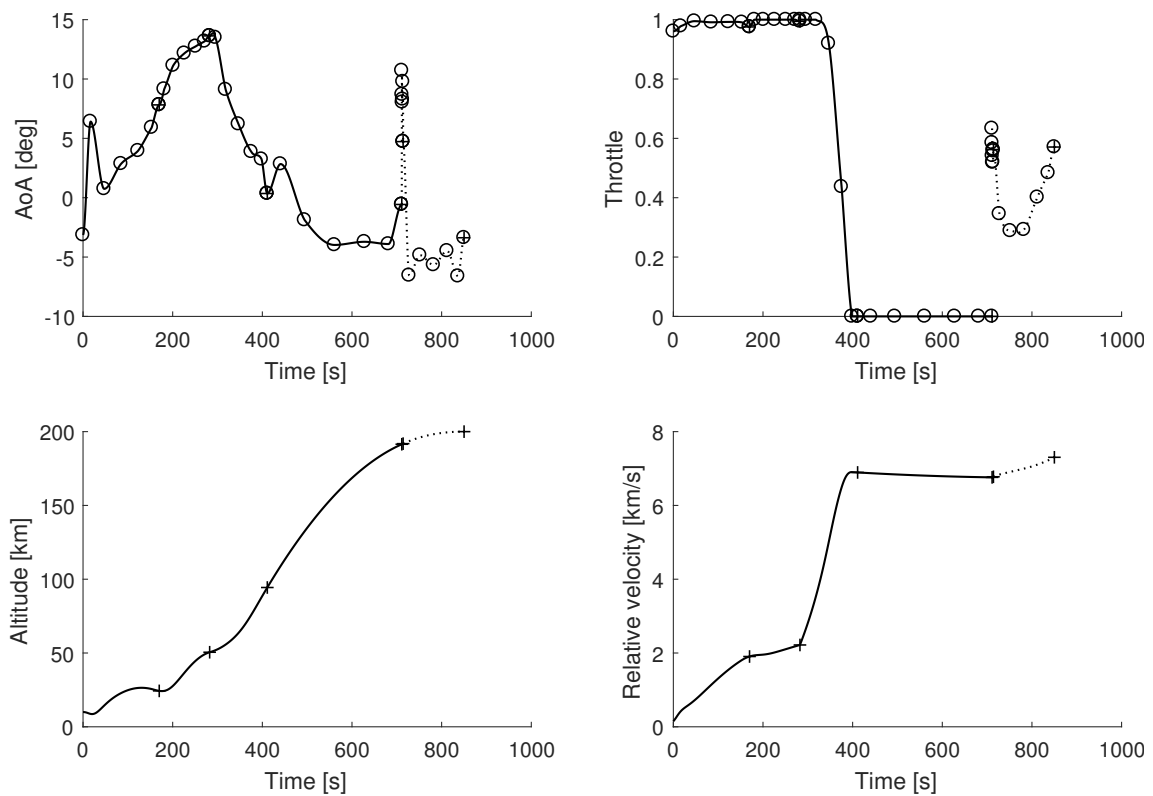 15
10
5
0
-5
-10
AoA [deg]
0 200 400 600 800 1000
Time [s]
1
0.8
0.6
0.4
0.2
0
Throttle
0 200 400 600 800 1000
Time [s]
200
150
100
50
0
Altitude [km]
0 200 400 600 800 1000
Time [s]
8
6
4
2
0
Relative velocity [km/s]
0 200 400 600 800 1000
Time [s]